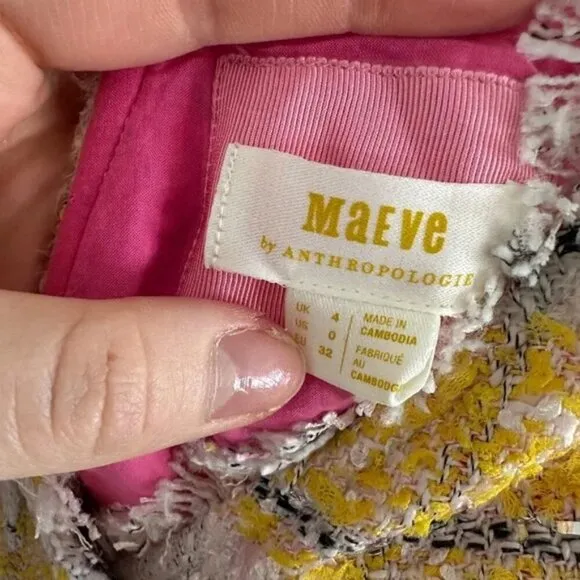 MaEVe
by ANTHROPOLOGIE
UK 4
US 0
EU 32
MADE IN
CAMBODIA
FABRIQUÉ
AU
CAMBODGE